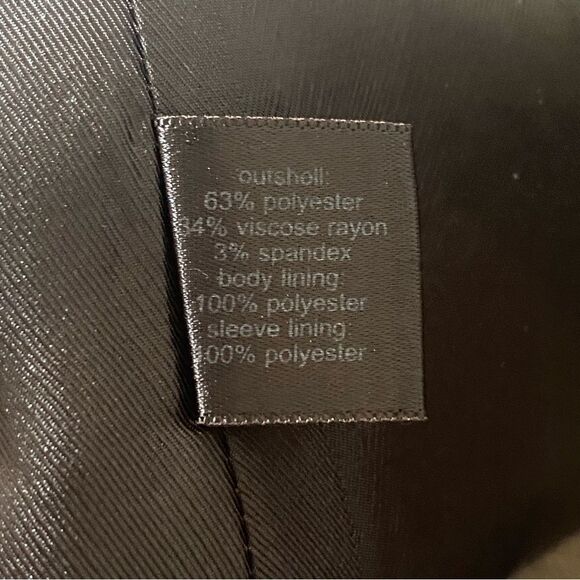 outshell:
63% polyester
34% viscose rayon
3% spandex
body lining:
100% polyester
sleeve lining:
100% polyester